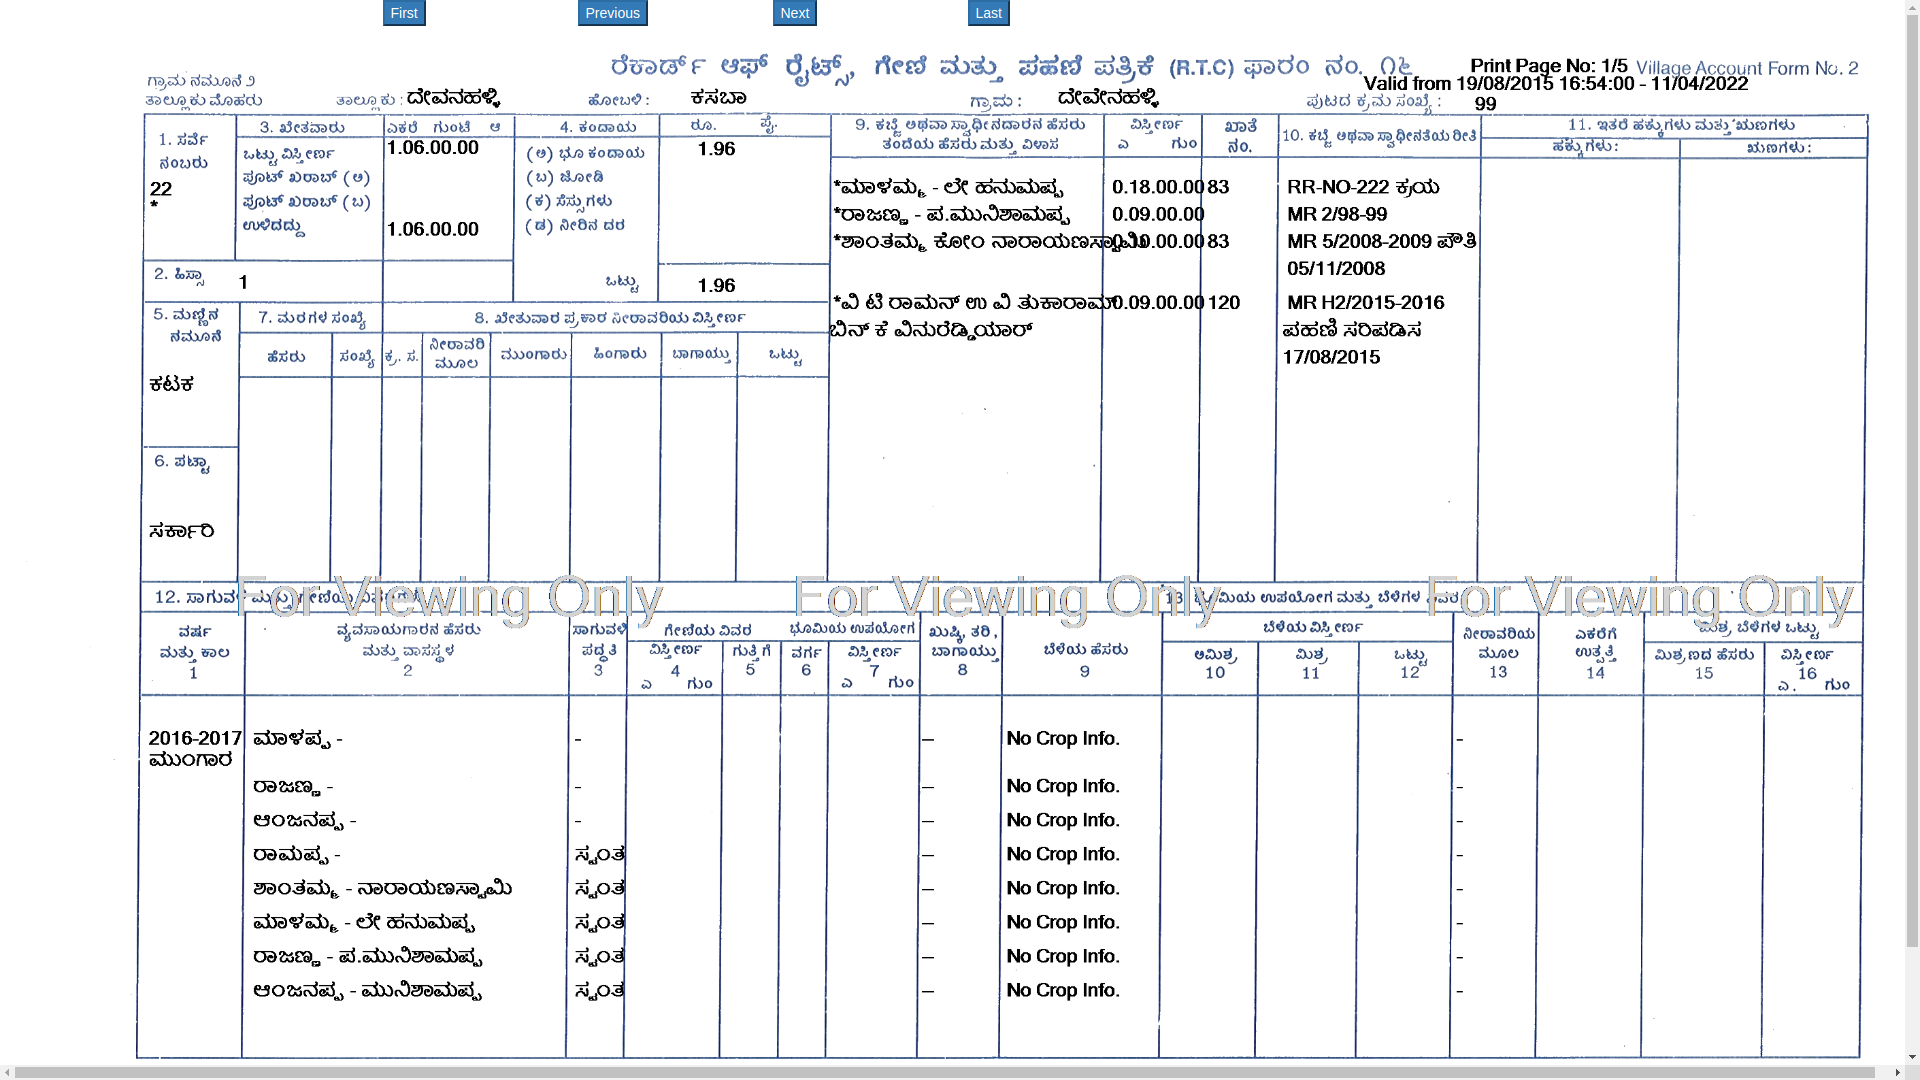 First Previous Next Last
ರೆಕಾರ್ಡ್ ಆಫ್ ರೈಟ್ಸ್, ಗೇಣಿ ಮತ್ತು ಪಹಣಿ ಪತ್ರಿಕೆ (R.T.C) ಫಾರಂ ನಂ. ೧೬
Print Page No: 1/5 Village Account Form No. 2
ಗ್ರಾಮ ನಮೂನೆ ೨
Valid from 19/08/2015 16:54:00 - 11/04/2022
ತಾಲ್ಲೂಕು ಮೊಹರು ತಾಲ್ಲೂಕು : ದೇವನಹಳ್ಳಿ ಹೋಬಳಿ : ಕಸಬಾ ಗ್ರಾಮ : ದೇವೇನಹಳ್ಳಿ ಪುಟದ ಕ್ರಮ ಸಂಖ್ಯೆ : 99
1. ಸರ್ವೆ ನಂಬರು
22
*
3. ಖೇತವಾರು ಎಕರೆ ಗುಂಟೆ ಆ
ಒಟ್ಟು ವಿಸ್ತೀರ್ಣ 1.06.00.00
ಪೂಟ್ ಖರಾಬ್ (ಅ)
ಪೂಟ್ ಖರಾಬ್ (ಬ)
ಉಳಿದದ್ದು 1.06.00.00
4. ಕಂದಾಯ ರೂ. ಪೈ.
(ಅ) ಭೂ ಕಂದಾಯ 1.96
(ಬ) ಜೋಡಿ
(ಕ) ಸೆಸ್ಸುಗಳು
(ಡ) ನೀರಿನ ದರ
ಒಟ್ಟು 1.96
2. ಹಿಸ್ಸಾ 1
5. ಮಣ್ಣಿನ ನಮೂನೆ
ಕಟಕ
6. ಪಟ್ಟಾ
ಸರ್ಕಾರಿ
7. ಮರಗಳ ಸಂಖ್ಯೆ
ಹೆಸರು ಸಂಖ್ಯೆ
8. ಖೇತುವಾರ ಪ್ರಕಾರ ನೀರಾವರಿಯ ವಿಸ್ತೀರ್ಣ
ಕ್ರ. ಸ. ನೀರಾವರಿ ಮೂಲ ಮುಂಗಾರು ಹಿಂಗಾರು ಬಾಗಾಯ್ತು ಒಟ್ಟು
9. ಕಬ್ಜೆ ಅಥವಾ ಸ್ವಾಧೀನದಾರನ ಹೆಸರು ತಂದೆಯ ಹೆಸರು ಮತ್ತು ವಿಳಾಸ ವಿಸ್ತೀರ್ಣ ಎ ಗುಂ ಖಾತೆ ನಂ.
10. ಕಬ್ಜೆ ಅಥವಾ ಸ್ವಾಧೀನತೆಯ ರೀತಿ
11. ಇತರೆ ಹಕ್ಕುಗಳು ಮತ್ತು ಋಣಗಳು
ಹಕ್ಕುಗಳು : ಋಣಗಳು :
*ಮಾಳಮ್ಮ - ಲೇ ಹನುಮಪ್ಪ 0.18.00.00 83 RR-NO-222 ಕ್ರಯ
*ರಾಜಣ್ಣ - ಪ.ಮುನಿಶಾಮಪ್ಪ 0.09.00.00 MR 2/98-99
*ಶಾಂತಮ್ಮ ಕೋಂ ನಾರಾಯಣಸ್ವಾಮಿ 0.10.00.00 83 MR 5/2008-2009 ಪೌತಿ
05/11/2008
*ವಿ ಟಿ ರಾಮನ್ ಉ ವಿ ತುಕಾರಾಮ್ 0.09.00.00 120 MR H2/2015-2016
ಬಿನ್ ಕೆ ವಿನುರೆಡ್ಡಿಯಾರ್ ಪಹಣಿ ಸರಿಪಡಿಸ
17/08/2015
For Viewing Only For Viewing Only For Viewing Only
12. ಸಾಗುವಳಿ ಮತ್ತು ಗೇಣಿಯ ವಿವರಗಳು 13. ಭೂಮಿಯ ಉಪಯೋಗ ಮತ್ತು ಬೆಳೆಗಳ ವಿವರ
ವರ್ಷ ಮತ್ತು ಕಾಲ 1
ವ್ಯವಸಾಯಗಾರನ ಹೆಸರು ಮತ್ತು ವಾಸಸ್ಥಳ 2
ಸಾಗುವಳಿ ಪದ್ಧತಿ 3
ಗೇಣಿಯ ವಿವರ
ವಿಸ್ತೀರ್ಣ 4 ಎ ಗುಂ
ಗುತ್ತಿಗೆ 5
ಭೂಮಿಯ ಉಪಯೋಗ
ವರ್ಗ 6
ವಿಸ್ತೀರ್ಣ 7 ಎ ಗುಂ
ಖುಷ್ಕಿ, ತರಿ, ಬಾಗಾಯ್ತು 8
ಬೆಳೆಯ ಹೆಸರು 9
ಬೆಳೆಯ ವಿಸ್ತೀರ್ಣ
ಅಮಿಶ್ರ 10
ಮಿಶ್ರ 11
ಒಟ್ಟು 12
ನೀರಾವರಿಯ ಮೂಲ 13
ಎಕರೆಗೆ ಉತ್ಪತ್ತಿ 14
ಮಿಶ್ರ ಬೆಳೆಗಳ ಒಟ್ಟು
ಮಿಶ್ರಣದ ಹೆಸರು 15
ವಿಸ್ತೀರ್ಣ 16 ಎ. ಗುಂ
2016-2017 ಮಾಳಪ್ಪ - - – No Crop Info. -
ಮುಂಗಾರ
ರಾಜಣ್ಣ - - – No Crop Info. -
ಆಂಜನಪ್ಪ - - – No Crop Info. -
ರಾಮಪ್ಪ - ಸ್ವಂತ – No Crop Info. -
ಶಾಂತಮ್ಮ - ನಾರಾಯಣಸ್ವಾಮಿ ಸ್ವಂತ – No Crop Info. -
ಮಾಳಮ್ಮ - ಲೇ ಹನುಮಪ್ಪ ಸ್ವಂತ – No Crop Info. -
ರಾಜಣ್ಣ - ಪ.ಮುನಿಶಾಮಪ್ಪ ಸ್ವಂತ – No Crop Info. -
ಆಂಜನಪ್ಪ - ಮುನಿಶಾಮಪ್ಪ ಸ್ವಂತ – No Crop Info. -